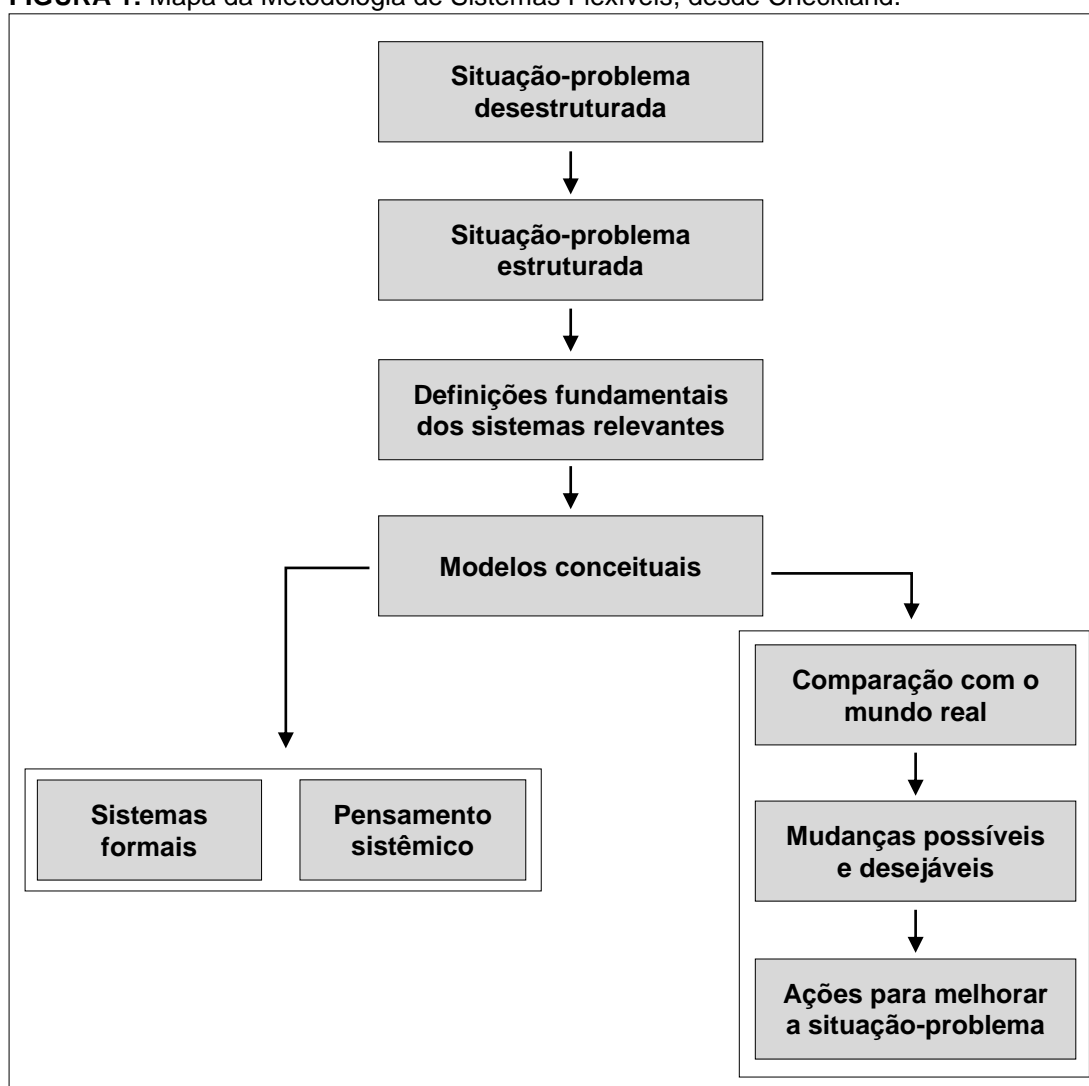 FIGURA 1: Mapa da Metodologia de Sistemas Flexíveis, desde Checkland.
Situação-problema
desestruturada
Situação-problema
estruturada
Definições fundamentais
dos sistemas relevantes
Modelos conceituais
Comparação com o
mundo real
Sistemas
formais
Pensamento
sistêmico
Mudanças possíveis
e desejáveis
Ações para melhorar
a situação-problema